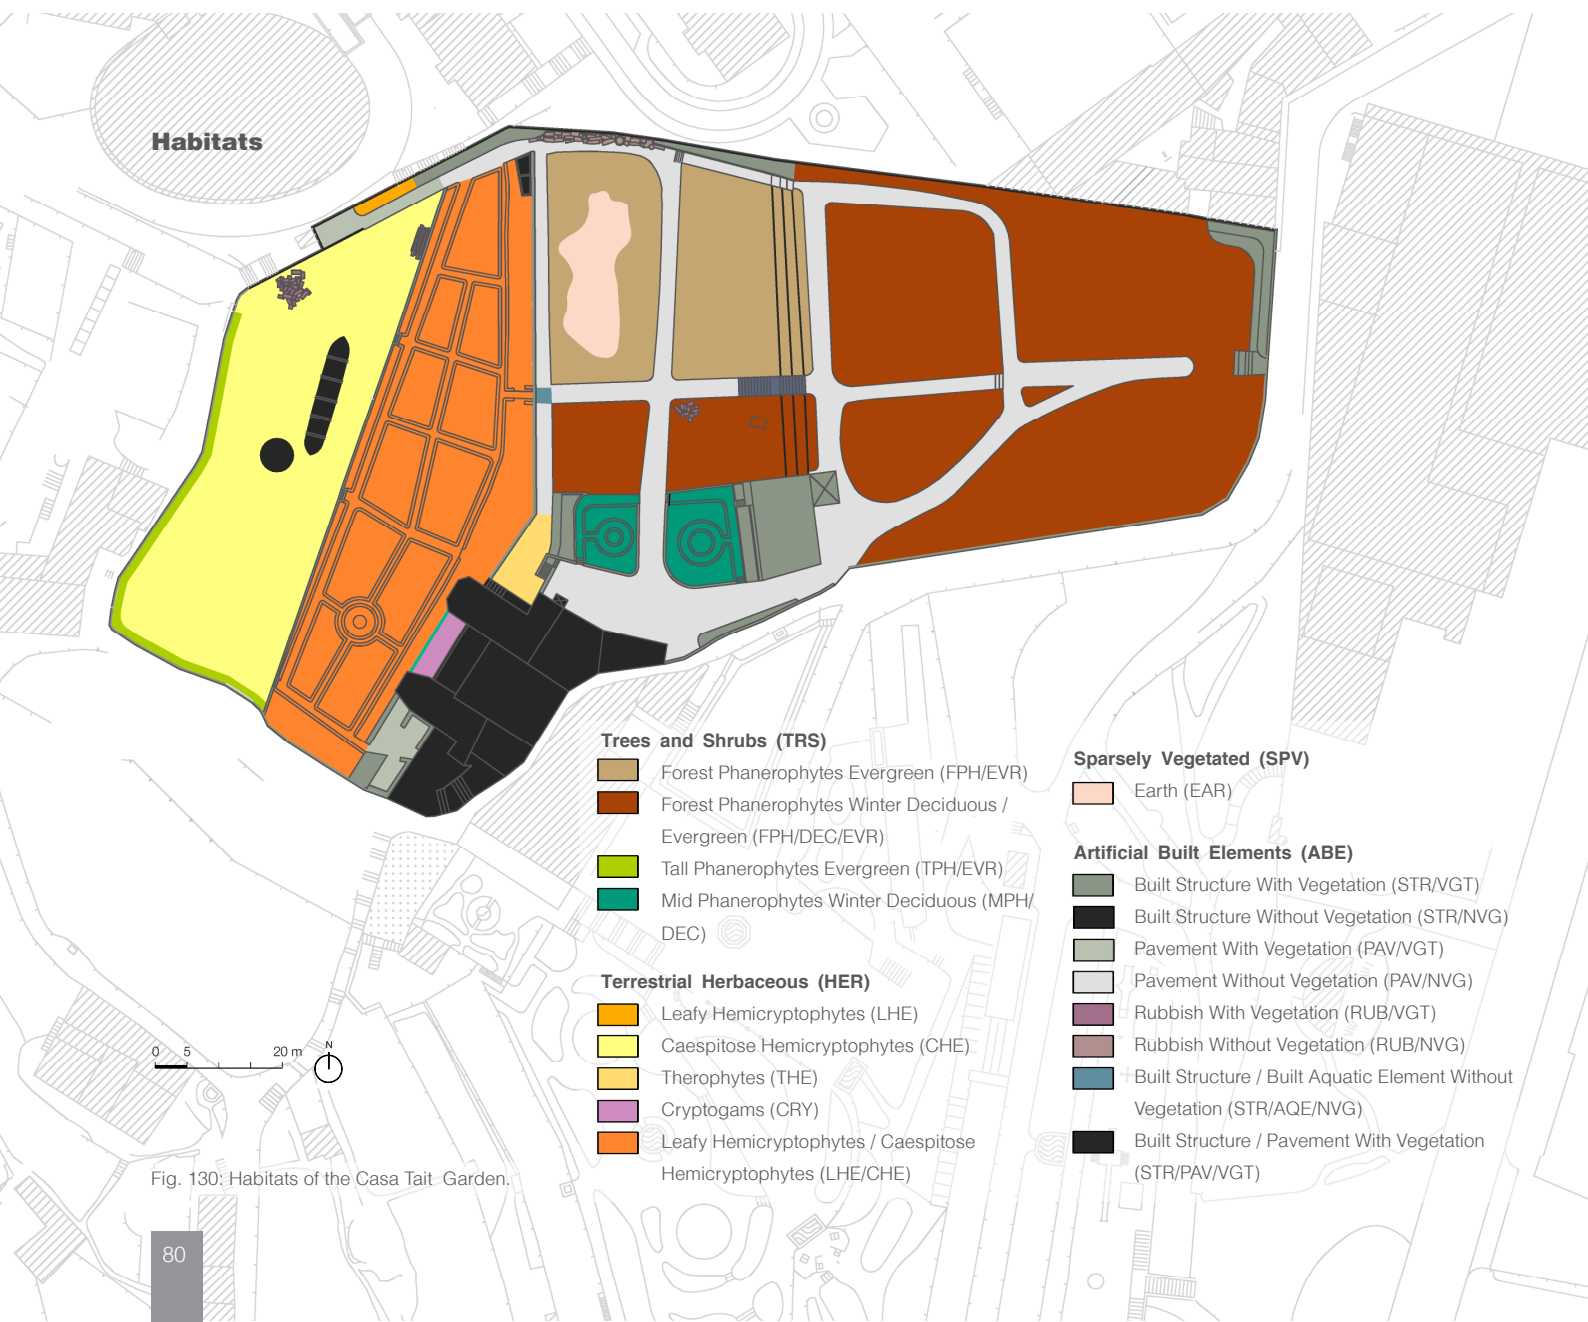 Habitats
Trees and Shrubs (TRS)
Forest Phanerophytes Evergreen (FPH/EVR)
Forest Phanerophytes Winter Deciduous /
Evergreen (FPH/DEC/EVR)
Tall Phanerophytes Evergreen (TPH/EVR)
Mid Phanerophytes Winter Deciduous (MPH/
DEC)
Terrestrial Herbaceous (HER)
Leafy Hemicryptophytes (LHE)
Caespitose Hemicryptophytes (CHE)
Therophytes (THE)
Cryptogams (CRY)
Leafy Hemicryptophytes / Caespitose
Hemicryptophytes (LHE/CHE)
Sparsely Vegetated (SPV)
Earth (EAR)
Artificial Built Elements (ABE)
Built Structure With Vegetation (STR/VGT)
Built Structure Without Vegetation (STR/NVG)
Pavement With Vegetation (PAV/VGT)
Pavement Without Vegetation (PAV/NVG)
Rubbish With Vegetation (RUB/VGT)
Rubbish Without Vegetation (RUB/NVG)
Built Structure / Built Aquatic Element Without
Vegetation (STR/AQE/NVG)
Built Structure / Pavement With Vegetation
(STR/PAV/VGT)
0 5 20 m N
Fig. 130: Habitats of the Casa Tait Garden.
80